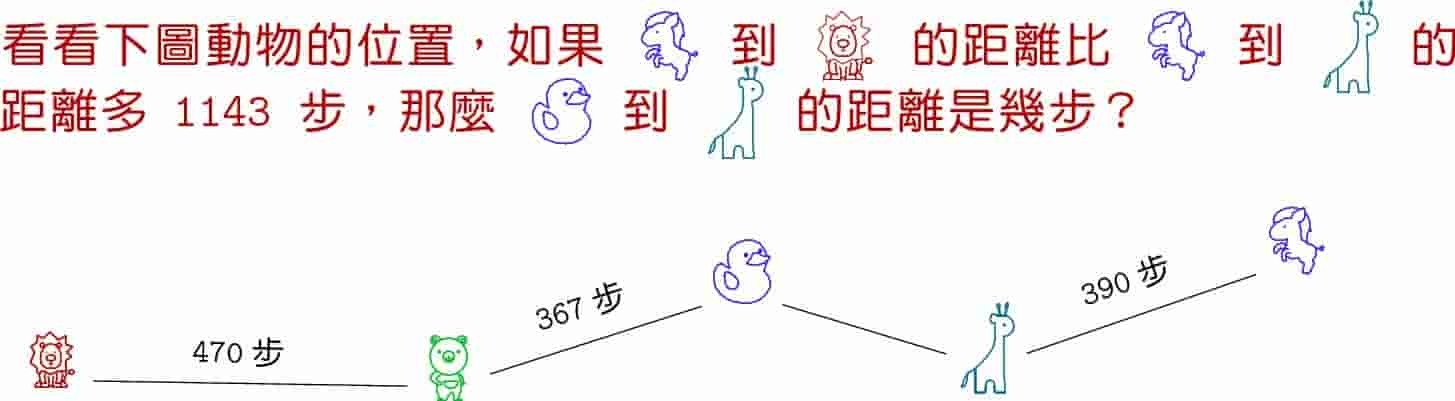 看看下圖動物的位置，如果 到 的距離比 到 的
距離多 1143 步，那麼 到 的距離是幾步？
367 步
390 步
470 步